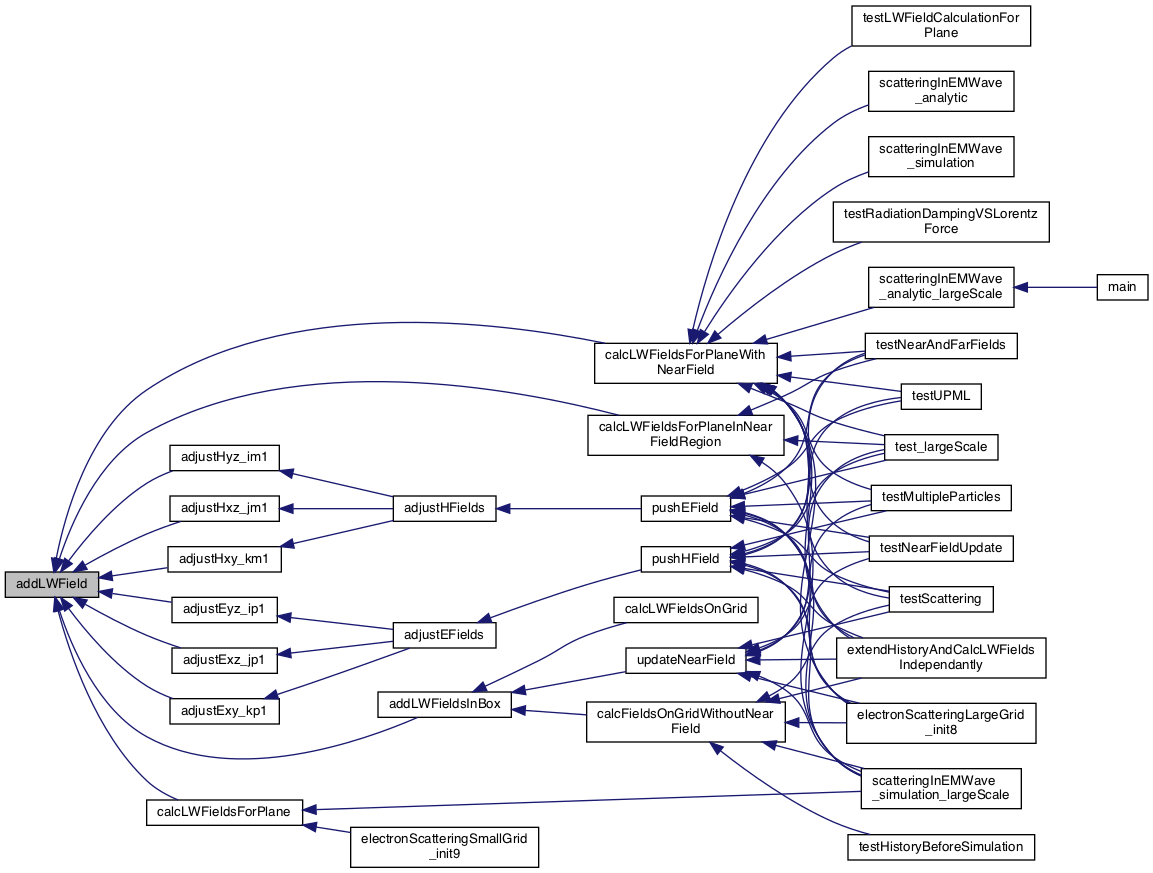 testLWFieldCalculationFor
Plane
scatteringInEMWave
_analytic
scatteringInEMWave
_simulation
testRadiationDampingVSLorentz
Force
scatteringInEMWave
_analytic_largeScale
main
testNearAndFarFields
calcLWFieldsForPlaneWith
NearField
testUPML
calcLWFieldsForPlaneInNear
FieldRegion
test_largeScale
adjustHyz_im1
testMultipleParticles
adjustHxz_jm1
adjustHFields
pushEField
testNearFieldUpdate
adjustHxy_km1
pushHField
addLWField
testScattering
adjustEyz_ip1
calcLWFieldsOnGrid
adjustEFields
extendHistoryAndCalcLWFields
Independantly
adjustExz_jp1
updateNearField
adjustExy_kp1
addLWFieldsInBox
calcFieldsOnGridWithoutNear
Field
electronScatteringLargeGrid
_init8
scatteringInEMWave
_simulation_largeScale
calcLWFieldsForPlane
electronScatteringSmallGrid
_init9
testHistoryBeforeSimulation